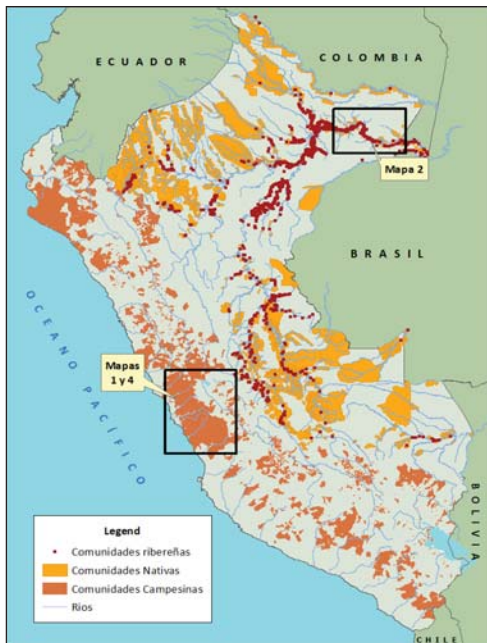 ECUADOR
COLOMBIA
Mapa 2
BRASIL
OCEANO PACÍFICO
Mapas
1 y 4
BOLIVIA
Legend
Comunidades ribereñas
Comunidades Nativas
Comunidades Campesinas
Rios
CHILE